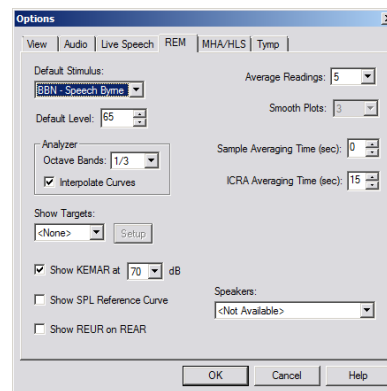 Options
View Audio Live Speech REM MHA/HLS Tymp
Default Stimulus:
BBN - Speech Byrne
Default Level: 65
Analyzer
Octave Bands: 1/3
Interpolate Curves
Show Targets:
<None> Setup
Show KEMAR at 70 dB
Show SPL Reference Curve
Show REUR on REAR
Average Readings: 5
Smooth Plots: 3
Sample Averaging Time (sec): 0
ICRA Averaging Time (sec): 15
Speakers:
<Not Available>
OK Cancel Help